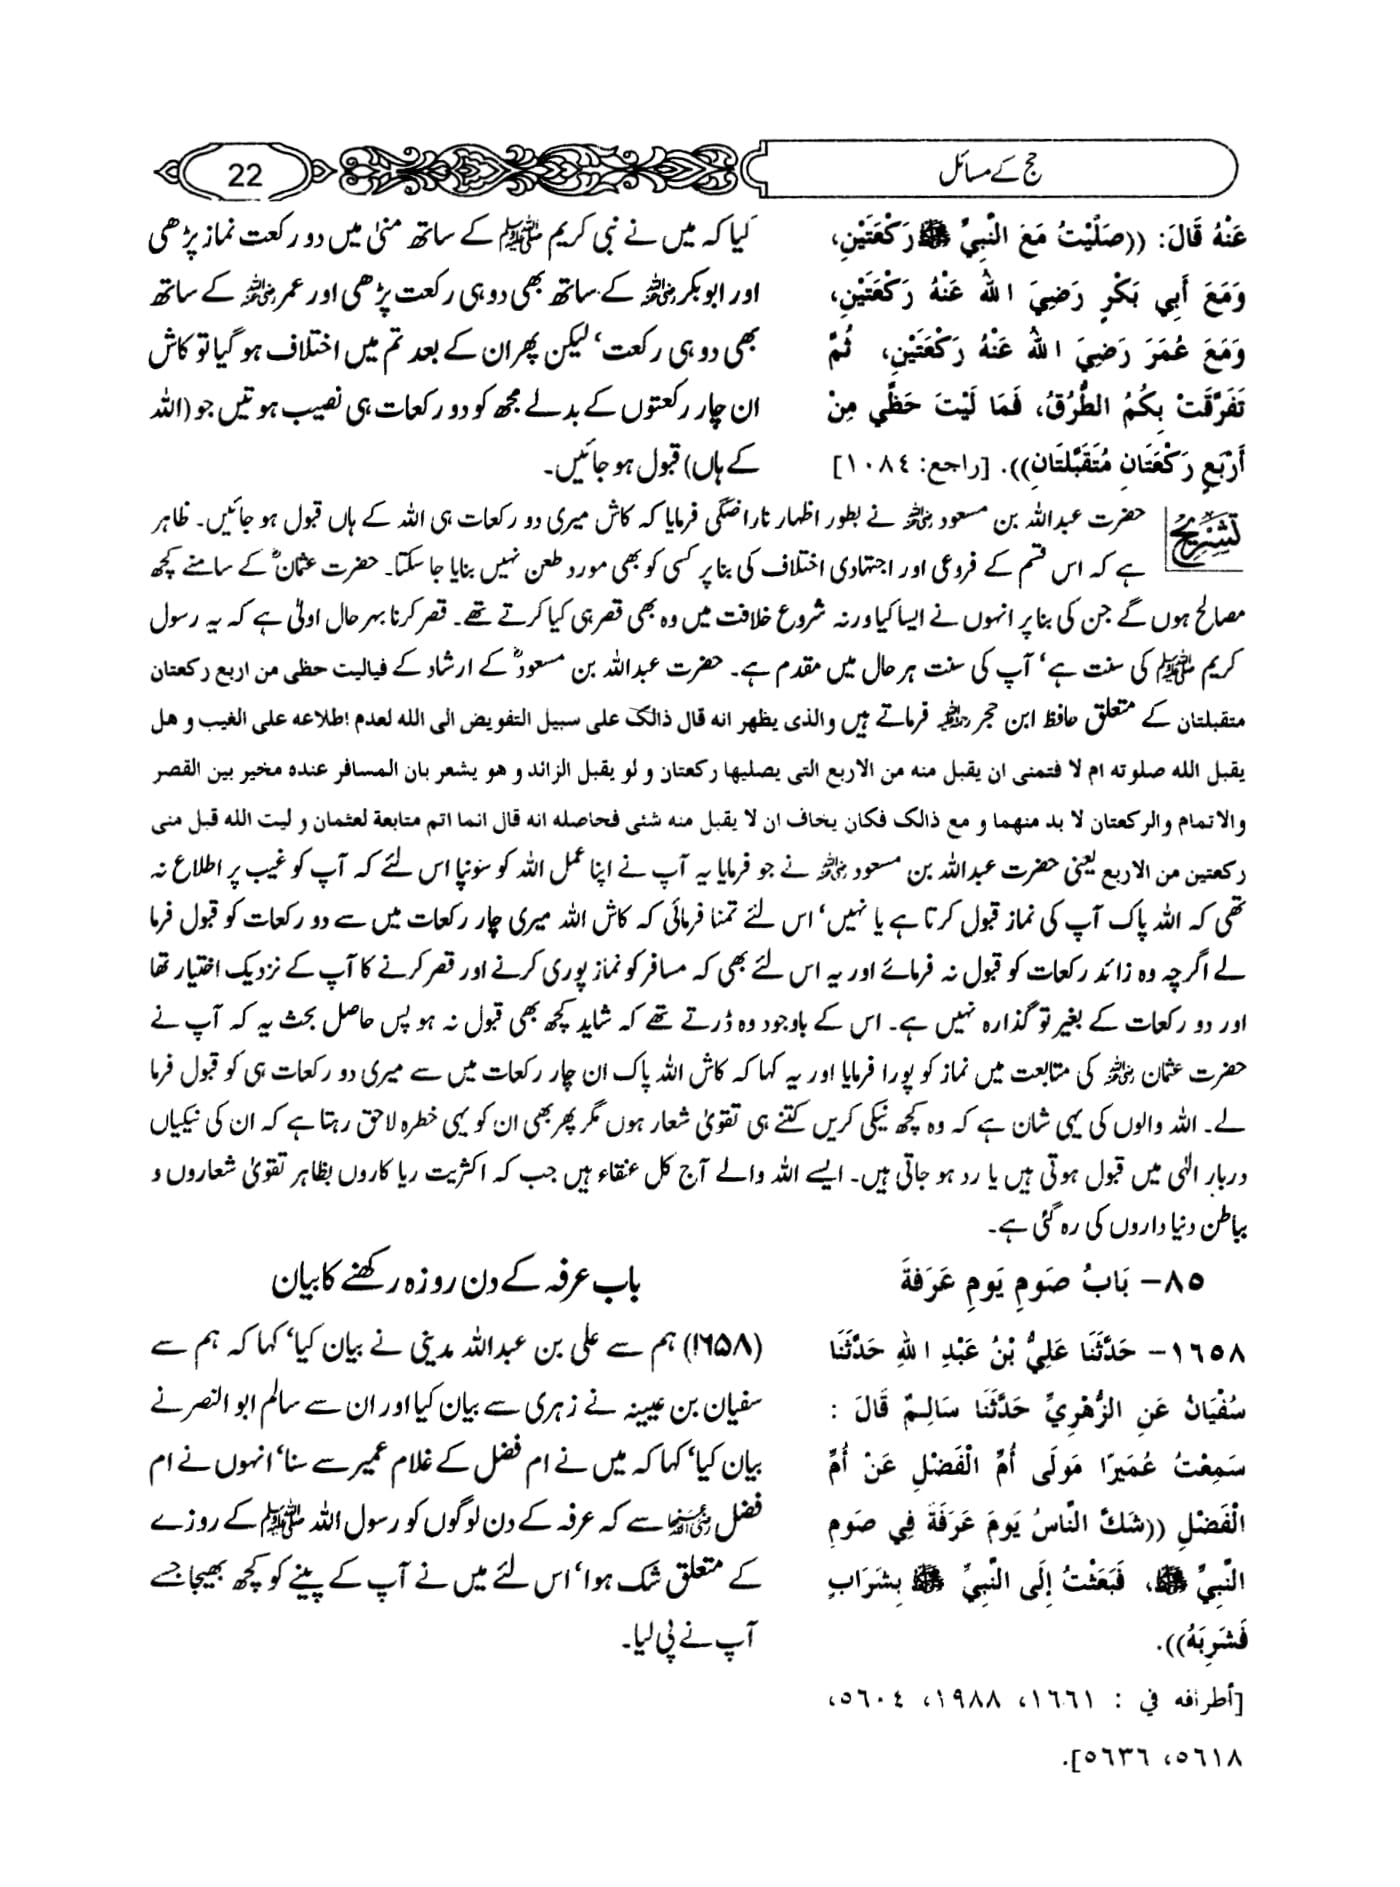 حج کے مسائل
22
عَنْهُ قَالَ: ((صَلَّيْتُ مَعَ النَّبِيِّ ﷺ رَكْعَتَيْنِ،
وَمَعَ أَبِي بَكْرٍ رَضِيَ اللهُ عَنْهُ رَكْعَتَيْنِ،
وَمَعَ عُمَرَ رَضِيَ اللهُ عَنْهُ رَكْعَتَيْنِ، ثُمَّ
تَفَرَّقَتْ بِكُمُ الطُّرُقُ، فَمَا لَيْتَ حَظِّي مِنْ
أَرْبَعٍ رَكْعَتَانِ مُتَقَبَّلَتَانِ)). [راجع: ١٠٨٤]
کیا کہ میں نے نبی کریم ﷺ کے ساتھ منیٰ میں دو رکعت نماز پڑھی
اور ابوبکر رضی اللہ عنہ کے ساتھ بھی دو ہی رکعت پڑھی اور عمر رضی اللہ عنہ کے ساتھ
بھی دو ہی رکعت‘ لیکن پھر ان کے بعد تم میں اختلاف ہو گیا تو کاش
ان چار رکعتوں کے بدلے مجھ کو دو رکعات ہی نصیب ہوتیں جو (اللہ
کے ہاں) قبول ہو جائیں۔
تشریح حضرت عبداللہ بن مسعود رضی اللہ عنہ نے بطور اظہار ناراضگی فرمایا کہ کاش میری دو رکعات ہی اللہ کے ہاں قبول ہو جائیں۔ ظاہر
ہے کہ اس قسم کے فروعی اور اجتہادی اختلاف کی بنا پر کسی کو بھی مورد طعن نہیں بنایا جا سکتا۔ حضرت عثمانؓ کے سامنے کچھ
مصالح ہوں گے جن کی بنا پر انہوں نے ایسا کیا ورنہ شروع خلافت میں وہ بھی قصر ہی کیا کرتے تھے۔ قصر کرنا بہر حال اولیٰ ہے کہ یہ رسول
کریم ﷺ کی سنت ہے‘ آپ کی سنت ہر حال میں مقدم ہے۔ حضرت عبداللہ بن مسعودؓ کے ارشاد کے فیالیت حظی من اربع رکعتان
متقبلتان کے متعلق حافظ ابن حجر رحمۃ اللہ علیہ فرماتے ہیں والذی یظهر انه قال ذالک علی سبیل التفویض الی الله لعدم اطلاعه علی الغیب و هل
یقبل الله صلوته ام لا فتمنی ان یقبل منه من الاربع التی یصلیها رکعتان و لو یقبل الزائد و هو یشعر بان المسافر عنده مخیر بین القصر
والاتمام والرکعتان لا بد منهما و مع ذالک فکان یخاف ان لا یقبل منه شئی فحاصله انه قال انما اتم متابعة لعثمان و لیت الله قبل منی
رکعتین من الاربع یعنی حضرت عبداللہ بن مسعود رضی اللہ عنہ نے جو فرمایا یہ آپ نے اپنا عمل اللہ کو سونپا اس لئے کہ آپ کو غیب پر اطلاع نہ
تھی کہ اللہ پاک آپ کی نماز قبول کرتا ہے یا نہیں‘ اس لئے تمنا فرمائی کہ کاش اللہ میری چار رکعات میں سے دو رکعات کو قبول فرما
لے اگرچہ وہ زائد رکعات کو قبول نہ فرمائے اور یہ اس لئے بھی کہ مسافر کو نماز پوری کرنے اور قصر کرنے کا آپ کے نزدیک اختیار تھا
اور دو رکعات کے بغیر تو گذارہ نہیں ہے۔ اس کے باوجود وہ ڈرتے تھے کہ شاید کچھ بھی قبول نہ ہو پس حاصل بحث یہ کہ آپ نے
حضرت عثمان رضی اللہ عنہ کی متابعت میں نماز کو پورا فرمایا اور یہ کہا کہ کاش اللہ پاک ان چار رکعات میں سے میری دو رکعات ہی کو قبول فرما
لے۔ اللہ والوں کی یہی شان ہے کہ وہ کچھ نیکی کریں کتنے ہی تقویٰ شعار ہوں مگر پھر بھی ان کو یہی خطرہ لاحق رہتا ہے کہ ان کی نیکیاں
دربار الٰہی میں قبول ہوتی ہیں یا رد ہو جاتی ہیں۔ ایسے اللہ والے آج کل عنقاء ہیں جب کہ اکثریت ریا کاروں بظاہر تقویٰ شعاروں و
بباطن دنیا داروں کی رہ گئی ہے۔
٨٥- بَابُ صَومِ يَومِ عَرَفَةَ
باب عرفہ کے دن روزہ رکھنے کا بیان
١٦٥٨- حَدَّثَنَا عَلِيُّ بْنُ عَبْدِ اللهِ حَدَّثَنَا
سُفْيَانُ عَنِ الزُّهْرِيِّ حَدَّثَنَا سَالِمٌ قَالَ :
سَمِعْتُ عُمَيرًا مَولَى أُمِّ الْفَضْلِ عَنْ أُمِّ
الْفَضْلِ ((شَكَّ النَّاسُ يَومَ عَرَفَةَ فِي صَومِ
النَّبِيِّ ﷺ، فَبَعَثْتُ إِلَى النَّبِيِّ ﷺ بِشَرَابٍ
فَشَرِبَهُ)).
[أطرافه في : ١٦٦١، ١٩٨٨، ٥٦٠٤،
٥٦١٨، ٥٦٣٦].
(۱۶۵۸) ہم سے علی بن عبداللہ مدینی نے بیان کیا‘ کہا کہ ہم سے
سفیان بن عیینہ نے زہری سے بیان کیا اور ان سے سالم ابو النصر نے
بیان کیا‘ کہا کہ میں نے ام فضل کے غلام عمیر سے سنا‘ انہوں نے ام
فضل رضی اللہ عنہا سے کہ عرفہ کے دن لوگوں کو رسول اللہ ﷺ کے روزے
کے متعلق شک ہوا‘ اس لئے میں نے آپ کے پینے کو کچھ بھیجا جسے
آپ نے پی لیا۔